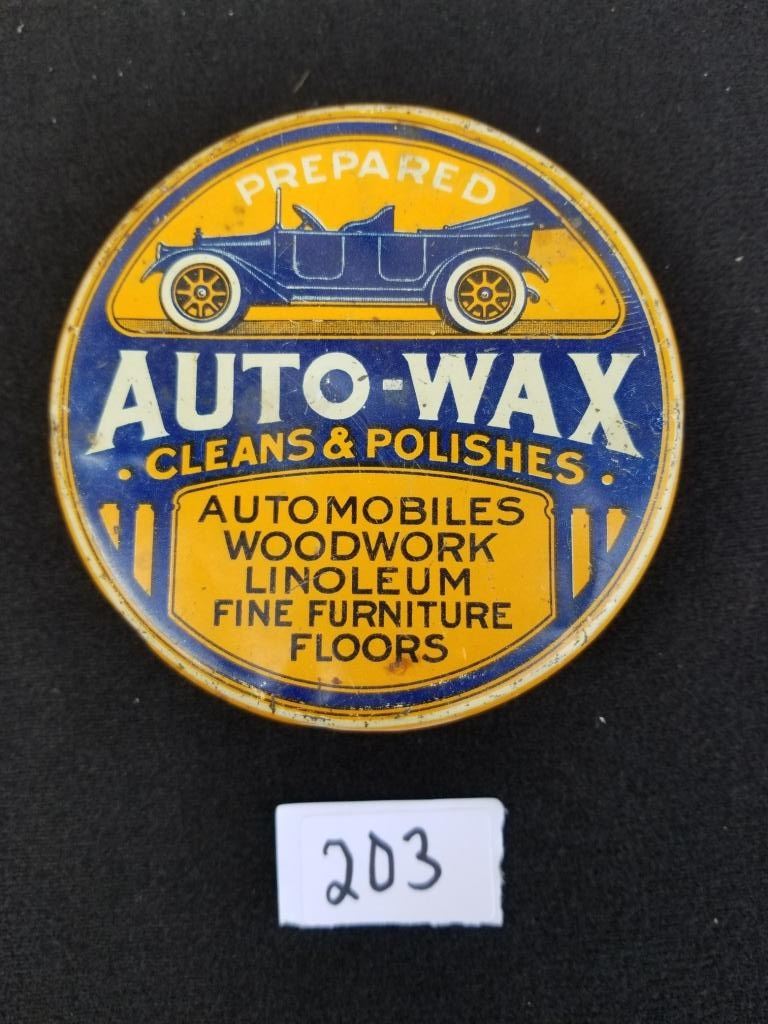 PREPARED
AUTO-WAX
· CLEANS & POLISHES ·
AUTOMOBILES
WOODWORK
LINOLEUM
FINE FURNITURE
FLOORS
203